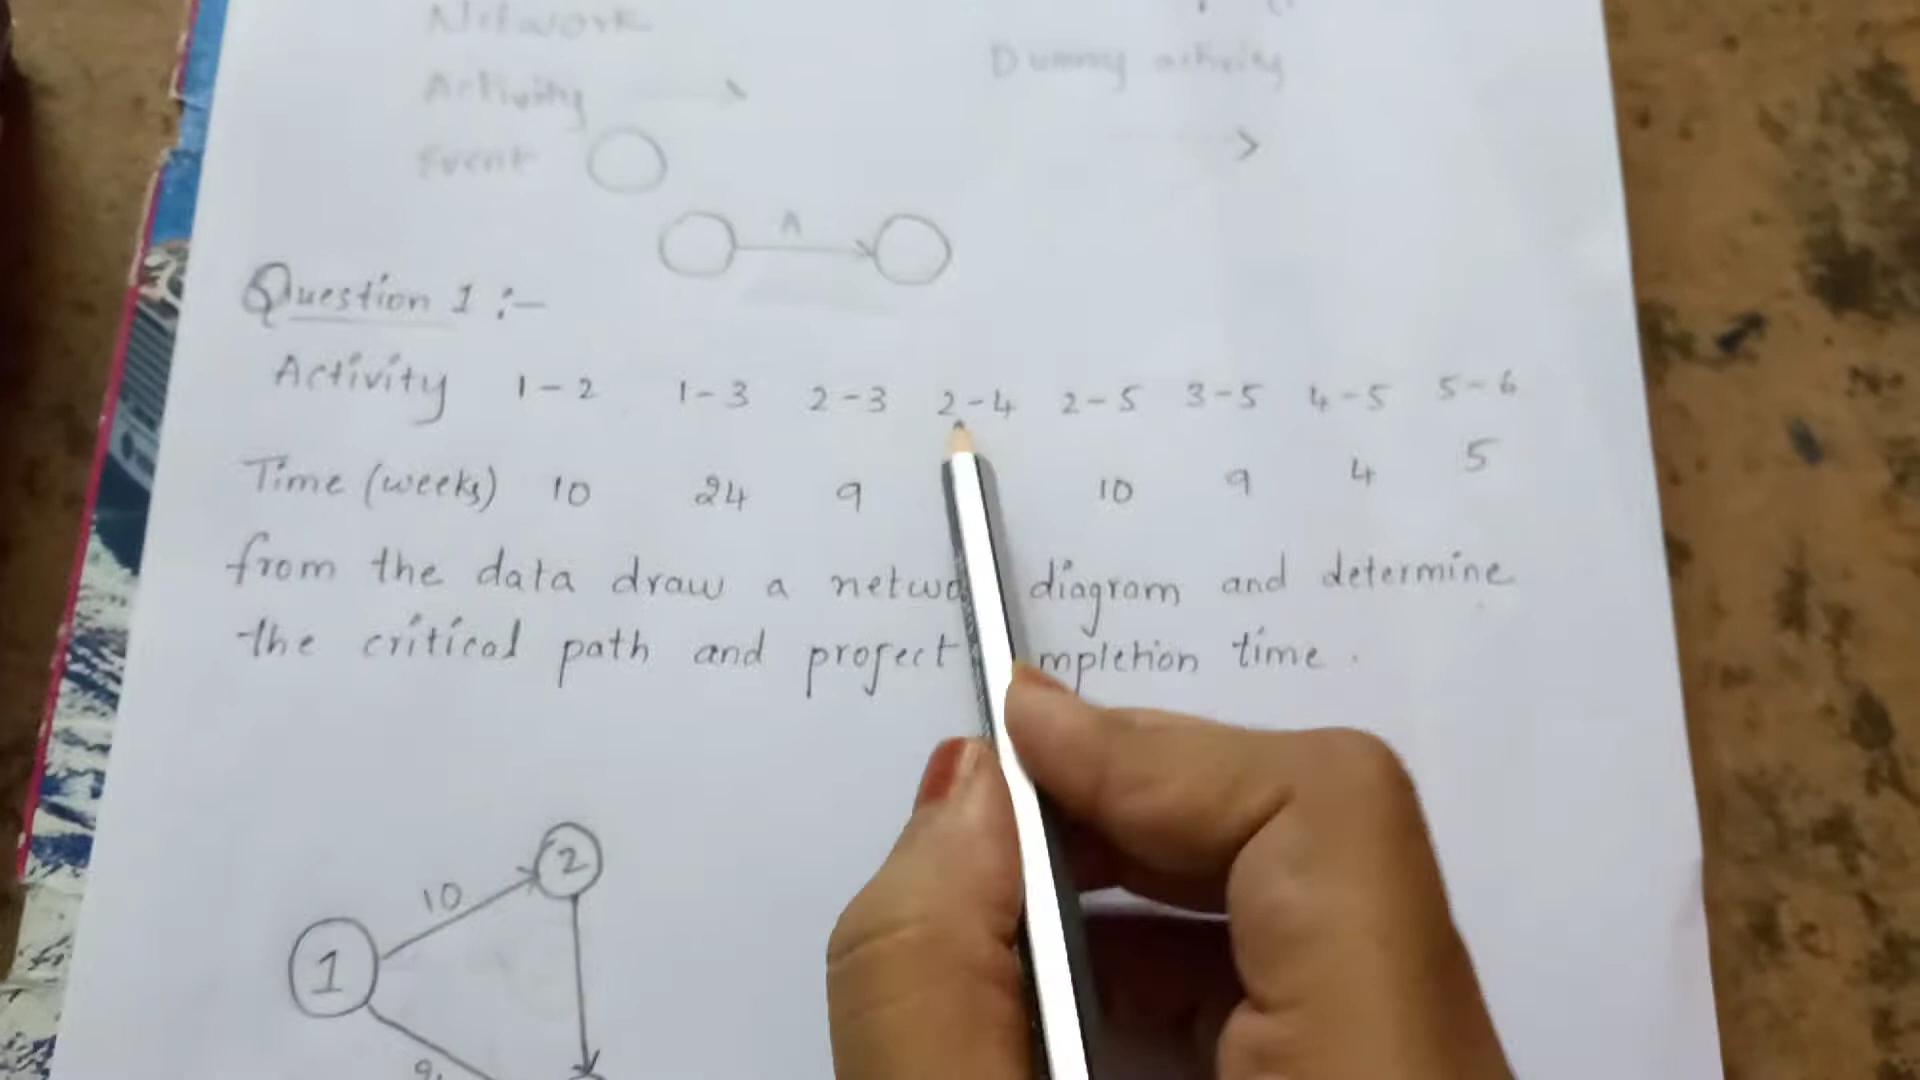 Network
Activity
Event
Dummy activity
A
Question 1 :-
Activity 1-2 1-3 2-3 2-4 2-5 3-5 4-5 5-6
Time (weeks) 10 24 9 10 9 4 5
from the data draw a diagram and determine
the critical path and project time.
2
10
1